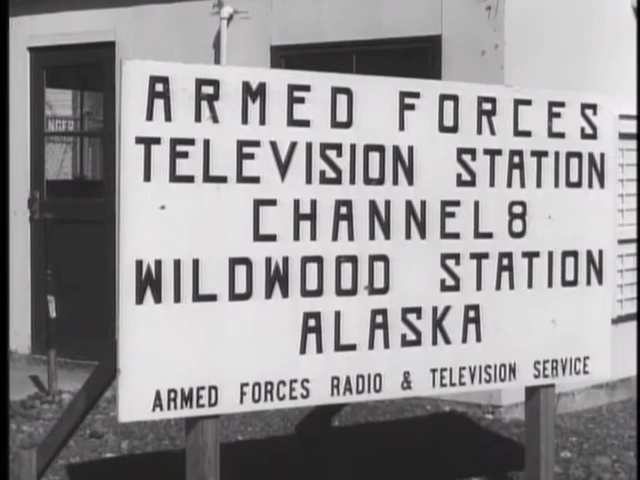 ARMED FORCES
TELEVISION STATION
CHANNEL 8
WILDWOOD STATION
ALASKA
ARMED FORCES RADIO & TELEVISION SERVICE